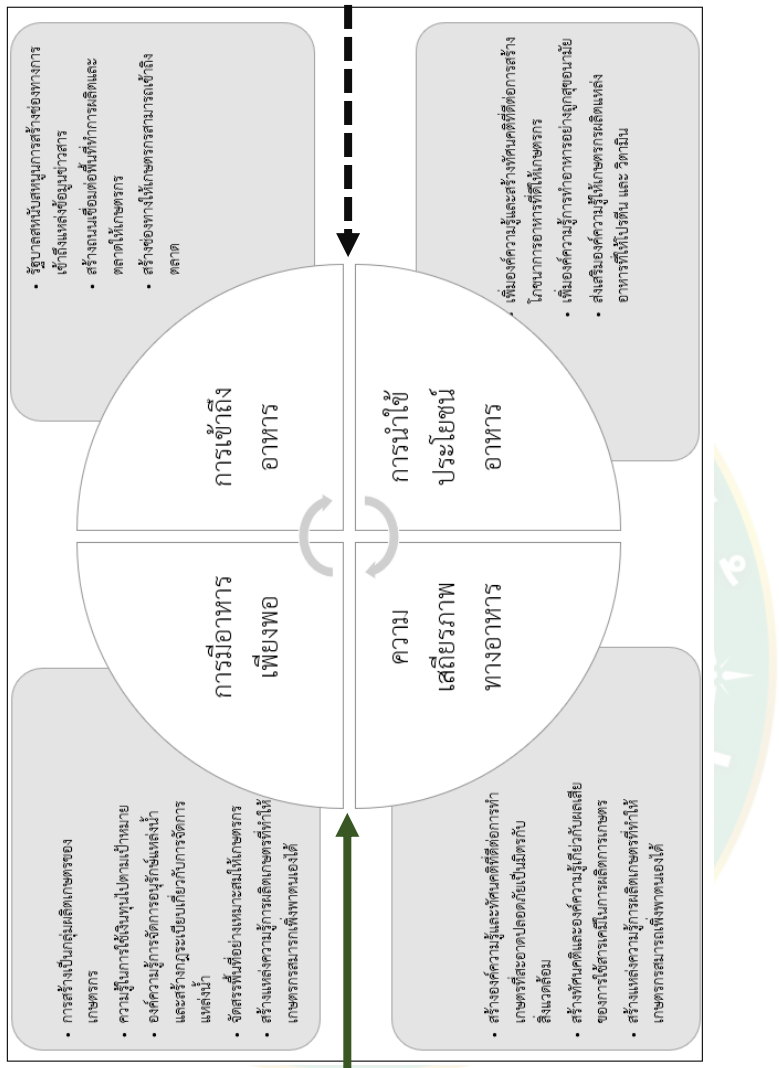 • การสร้างเป็นกลุ่มผลิตเกษตรของ
เกษตรกร
• ความรู้ในการใช้เงินทุนไปตามเป้าหมาย
• องค์ความรู้การจัดการอนุรักษ์แหล่งน้ำ
และสร้างกฎระเบียบเกี่ยวกับการจัดการ
แหล่งน้ำ
• จัดสรรพื้นที่อย่างเหมาะสมให้เกษตรกร
• สร้างแหล่งความรู้การผลิตเกษตรที่ทำให้
เกษตรกรสมารถเพิ่งพาตนเองได้
• รัฐบาลสหนับสหนูนการสร้างช่องทางการ
เข้าถึงแหล่งข้อมูนข่าวสาร
• สร้างถนนเชื่อมต่อพื้นที่ทำการผลิตและ
ตลาดให้เกษตรกร
• สร้างช่องทางให้เกษตรกรสามารถเข้าถึง
ตลาด
การมีอาหาร
เพียงพอ
การเข้าถึง
อาหาร
ความ
เสถียรภาพ
ทางอาหาร
การนำใช้
ประโยชน์
อาหาร
• สร้างองค์ความรู้และทัศนคติที่ดีต่อการทำ
เกษตรที่สะอาดปลอดภัยเป็นมิตรกับ
สิ่งแวดล้อม
• สร้างทัศนคติและองค์ความรู้เกี่ยวกับผลเสีย
ของการใช้สารเคมีในการผลิตการเกษตร
• สร้างแหล่งความรู้การผลิตเกษตรที่ทำให้
เกษตรกรสมารถเพิ่งพาตนเองได้
• เพิ่มองค์ความรู้และสร้างทัศนคติที่ดีต่อการสร้าง
โภขนาการอาหารที่ดีให้เกษตรกร
• เพิ่มองค์ความรู้การทำอาหารอย่างถูกสุขอนามัย
• ส่งเสริมองค์ความรู้ให้เกษตรกรผลิตแหล่ง
อาหารที่ให้โปรตีน และ วิตามิน